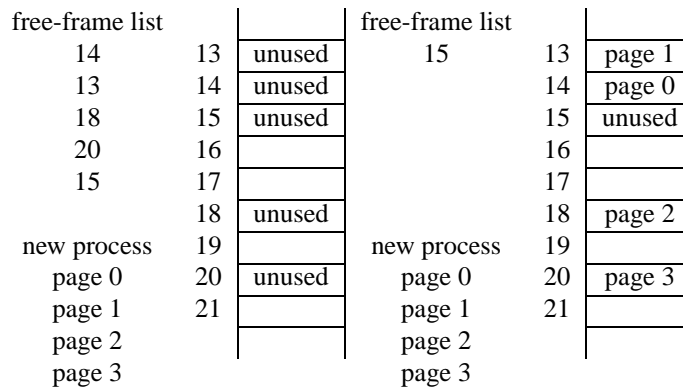 free-frame list free-frame list
14 13 unused 15 13 page 1
13 14 unused 14 page 0
18 15 unused 15 unused
20 16 16
15 17 17
18 unused 18 page 2
new process 19 new process 19
page 0 20 unused page 0 20 page 3
page 1 21 page 1 21
page 2 page 2
page 3 page 3